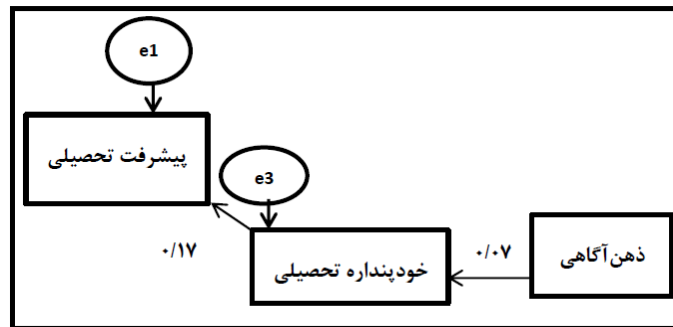 e1
پیشرفت تحصیلی
e3
۰/۱۷
خودپنداره تحصیلی
۰/۰۷
ذهن‌آگاهی